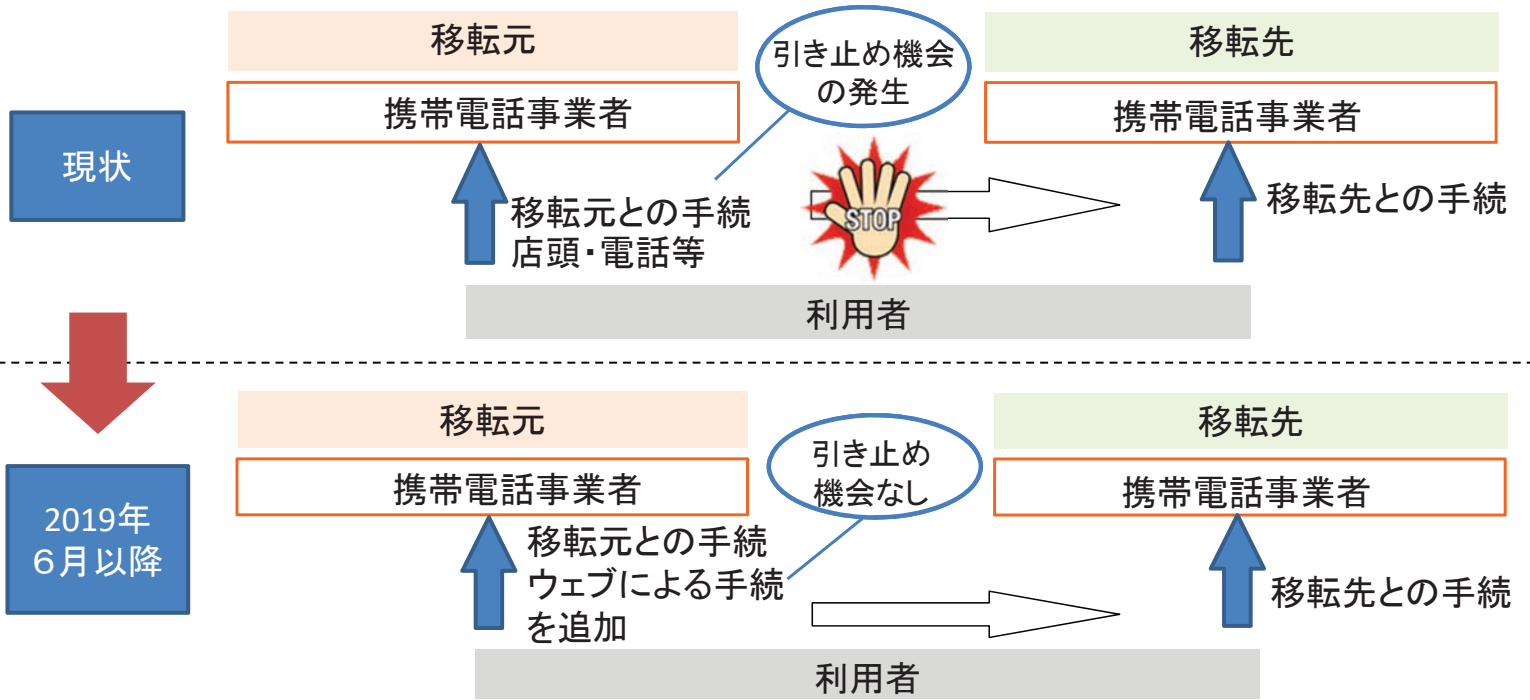 移転元
引き止め機会
の発生
移転先
携帯電話事業者
携帯電話事業者
現状
移転元との手続
店頭・電話等
STOP
移転先との手続
利用者
移転元
引き止め
機会なし
移転先
携帯電話事業者
携帯電話事業者
2019年
６月以降
移転元との手続
ウェブによる手続
を追加
移転先との手続
利用者